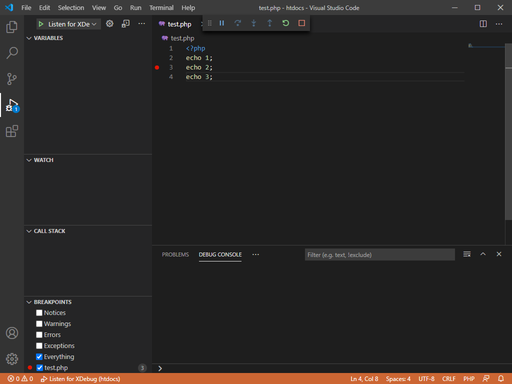 File Edit Selection View Go Run Terminal Help test.php - htdocs - Visual Studio Code
Listen for XDe
test.php
VARIABLES
test.php
1 <?php
2 echo 1;
3 echo 2;
4 echo 3;
1
WATCH
CALL STACK
PROBLEMS DEBUG CONSOLE ... Filter (e.g. text, !exclude)
BREAKPOINTS
Notices
Warnings
Errors
Exceptions
Everything
test.php 3
0 0 Listen for XDebug (htdocs) Ln 4, Col 8 Spaces: 4 UTF-8 CRLF PHP